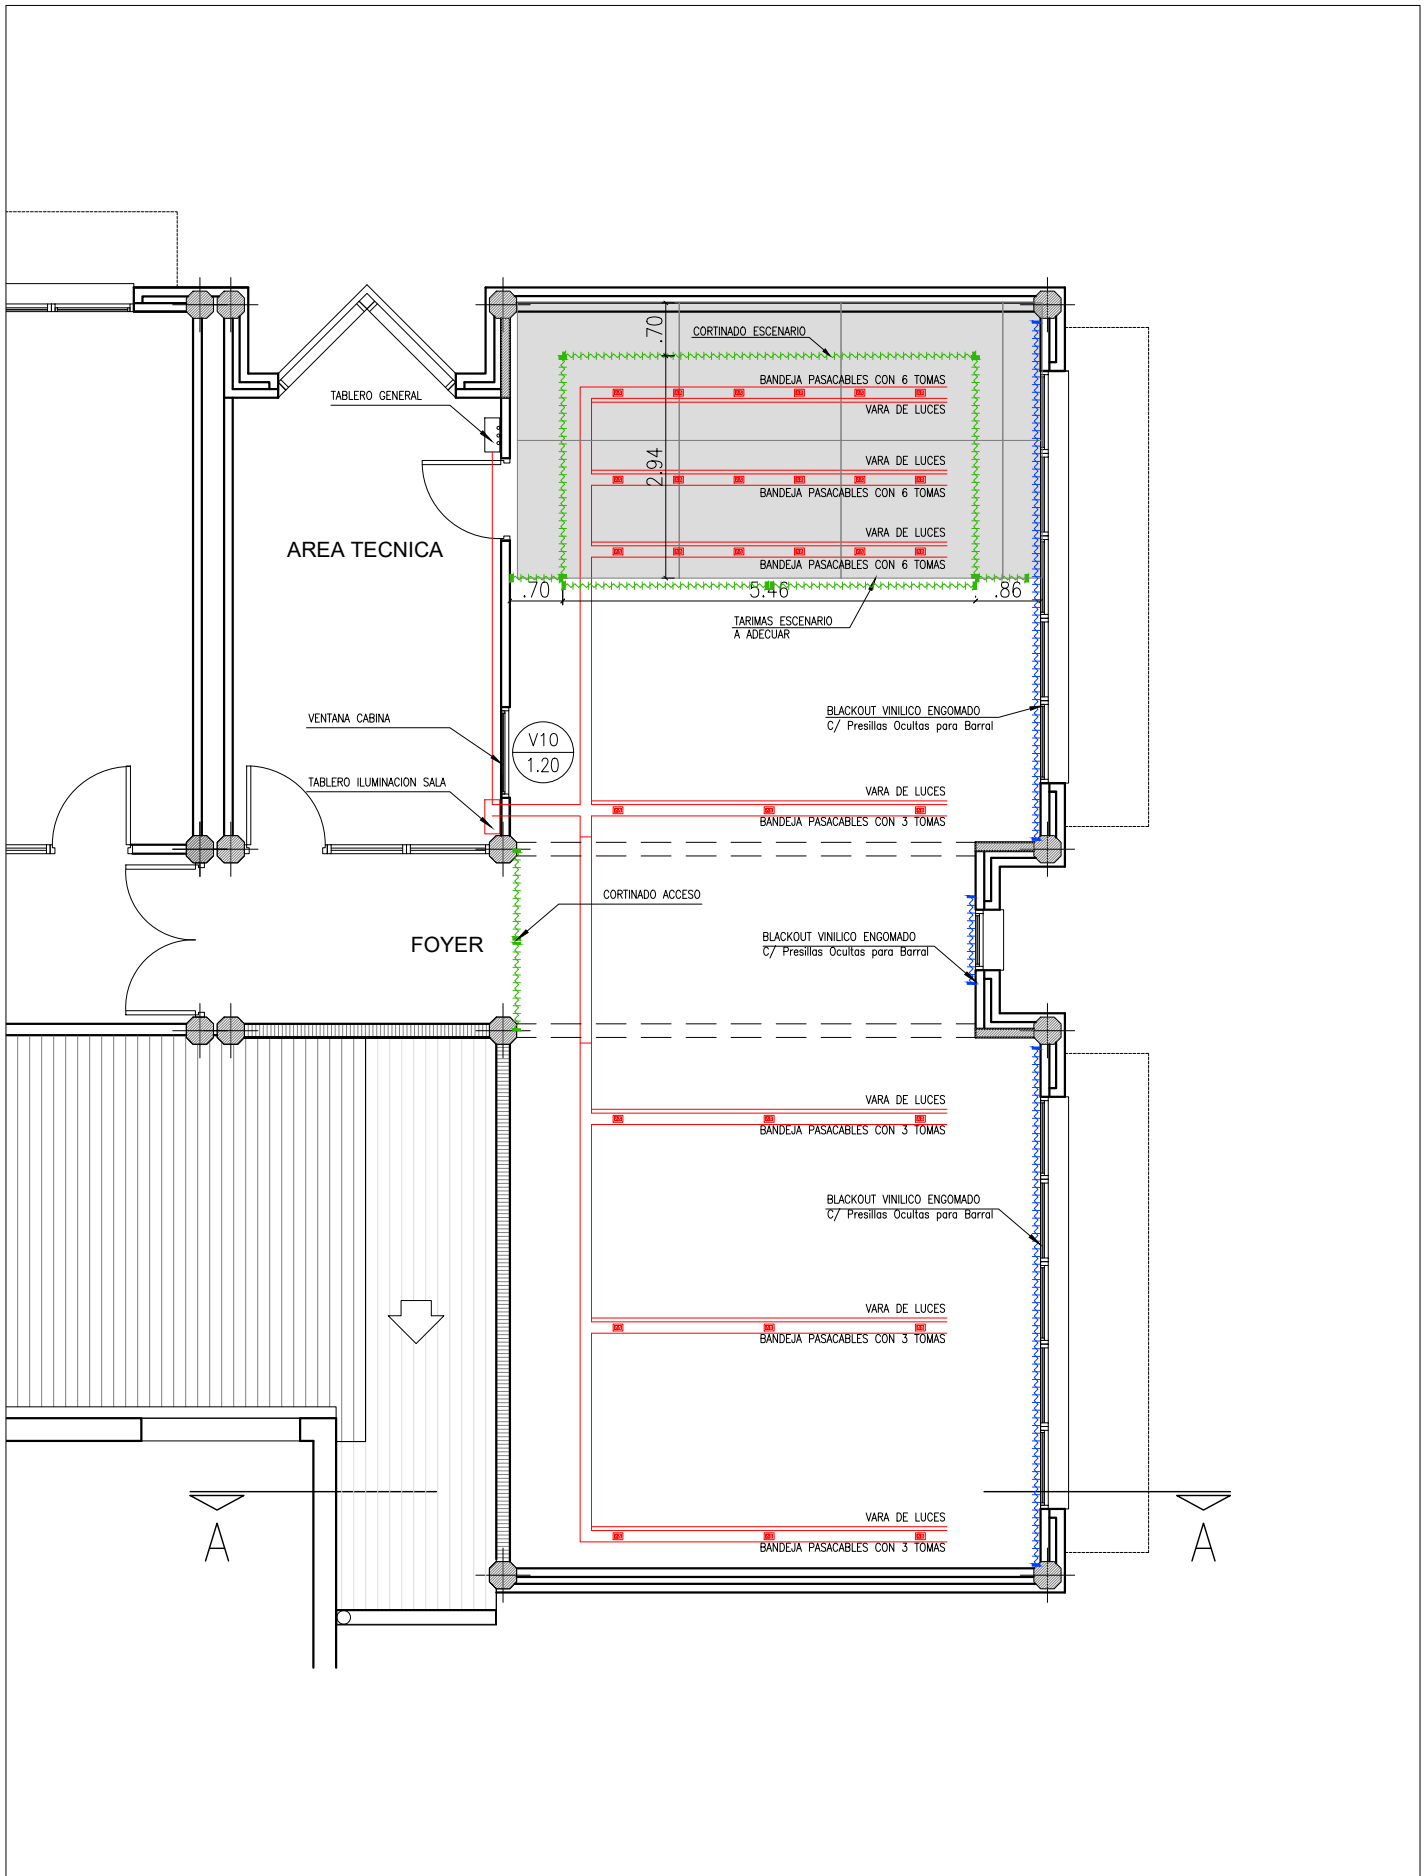 .70
CORTINADO ESCENARIO
BANDEJA PASACABLES CON 6 TOMAS
VARA DE LUCES
TABLERO GENERAL
VARA DE LUCES
2.94
BANDEJA PASACABLES CON 6 TOMAS
VARA DE LUCES
AREA TECNICA
BANDEJA PASACABLES CON 6 TOMAS
.70
5.46
.86
TARIMAS ESCENARIO
A ADECUAR
BLACKOUT VINILICO ENGOMADO
C/ Presillas Ocultas para Barral
VENTANA CABINA
V10
1.20
TABLERO ILUMINACION SALA
VARA DE LUCES
BANDEJA PASACABLES CON 3 TOMAS
CORTINADO ACCESO
FOYER
BLACKOUT VINILICO ENGOMADO
C/ Presillas Ocultas para Barral
VARA DE LUCES
BANDEJA PASACABLES CON 3 TOMAS
BLACKOUT VINILICO ENGOMADO
C/ Presillas Ocultas para Barral
VARA DE LUCES
BANDEJA PASACABLES CON 3 TOMAS
VARA DE LUCES
BANDEJA PASACABLES CON 3 TOMAS
A
A